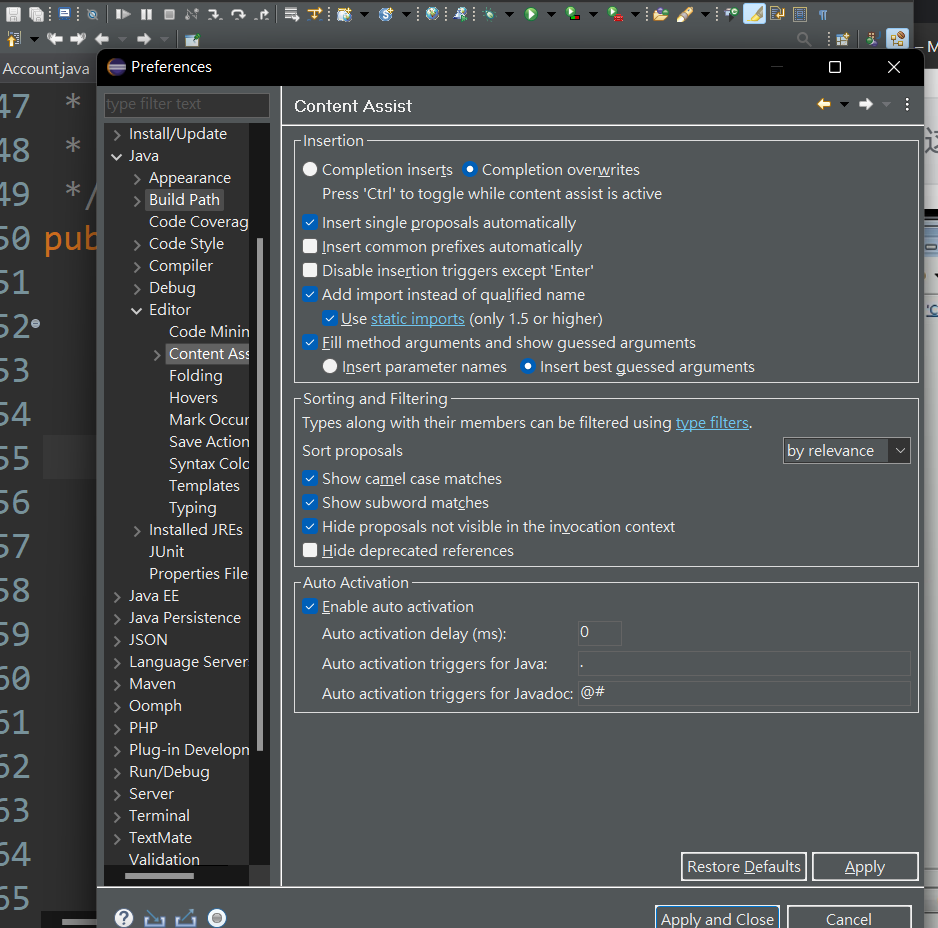 Account.java
Preferences
type filter text
Install/Update
Java
Appearance
Build Path
Code Coverag
Code Style
Compiler
Debug
Editor
Code Minin
Content Ass
Folding
Hovers
Mark Occur
Save Action
Syntax Colo
Templates
Typing
Installed JREs
JUnit
Properties File
Java EE
Java Persistence
JSON
Language Server
Maven
Oomph
PHP
Plug-in Developm
Run/Debug
Server
Terminal
TextMate
Validation
Content Assist
Insertion
Completion inserts Completion overwrites
Press 'Ctrl' to toggle while content assist is active
Insert single proposals automatically
Insert common prefixes automatically
Disable insertion triggers except 'Enter'
Add import instead of qualified name
Use static imports (only 1.5 or higher)
Fill method arguments and show guessed arguments
Insert parameter names Insert best guessed arguments
Sorting and Filtering
Types along with their members can be filtered using type filters.
Sort proposals by relevance
Show camel case matches
Show subword matches
Hide proposals not visible in the invocation context
Hide deprecated references
Auto Activation
Enable auto activation
Auto activation delay (ms): 0
Auto activation triggers for Java: .
Auto activation triggers for Javadoc: @#
Restore Defaults Apply
Apply and Close Cancel
47 *
48 *
49 */
50 pub
51
52
53
54
55
56
57
58
59
60
61
62
63
64
65